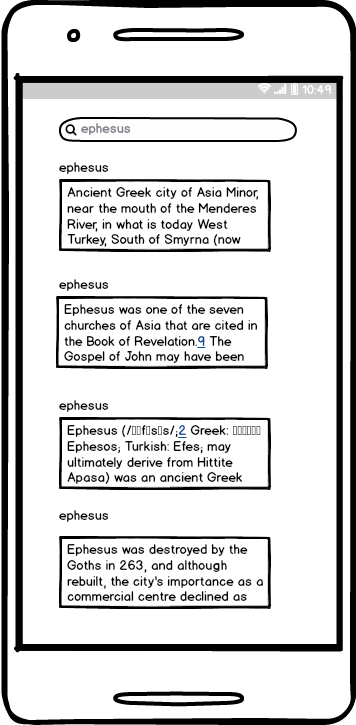 10:49
ephesus
ephesus
Ancient Greek city of Asia Minor,
near the mouth of the Menderes
River, in what is today West
Turkey, South of Smyrna (now
ephesus
Ephesus was one of the seven
churches of Asia that are cited in
the Book of Revelation.9 The
Gospel of John may have been
ephesus
Ephesus (/▯▯f▯s▯s/;2 Greek: ▯▯▯▯▯▯
Ephesos; Turkish: Efes; may
ultimately derive from Hittite
Apasa) was an ancient Greek
ephesus
Ephesus was destroyed by the
Goths in 263, and although
rebuilt, the city's importance as a
commercial centre declined as